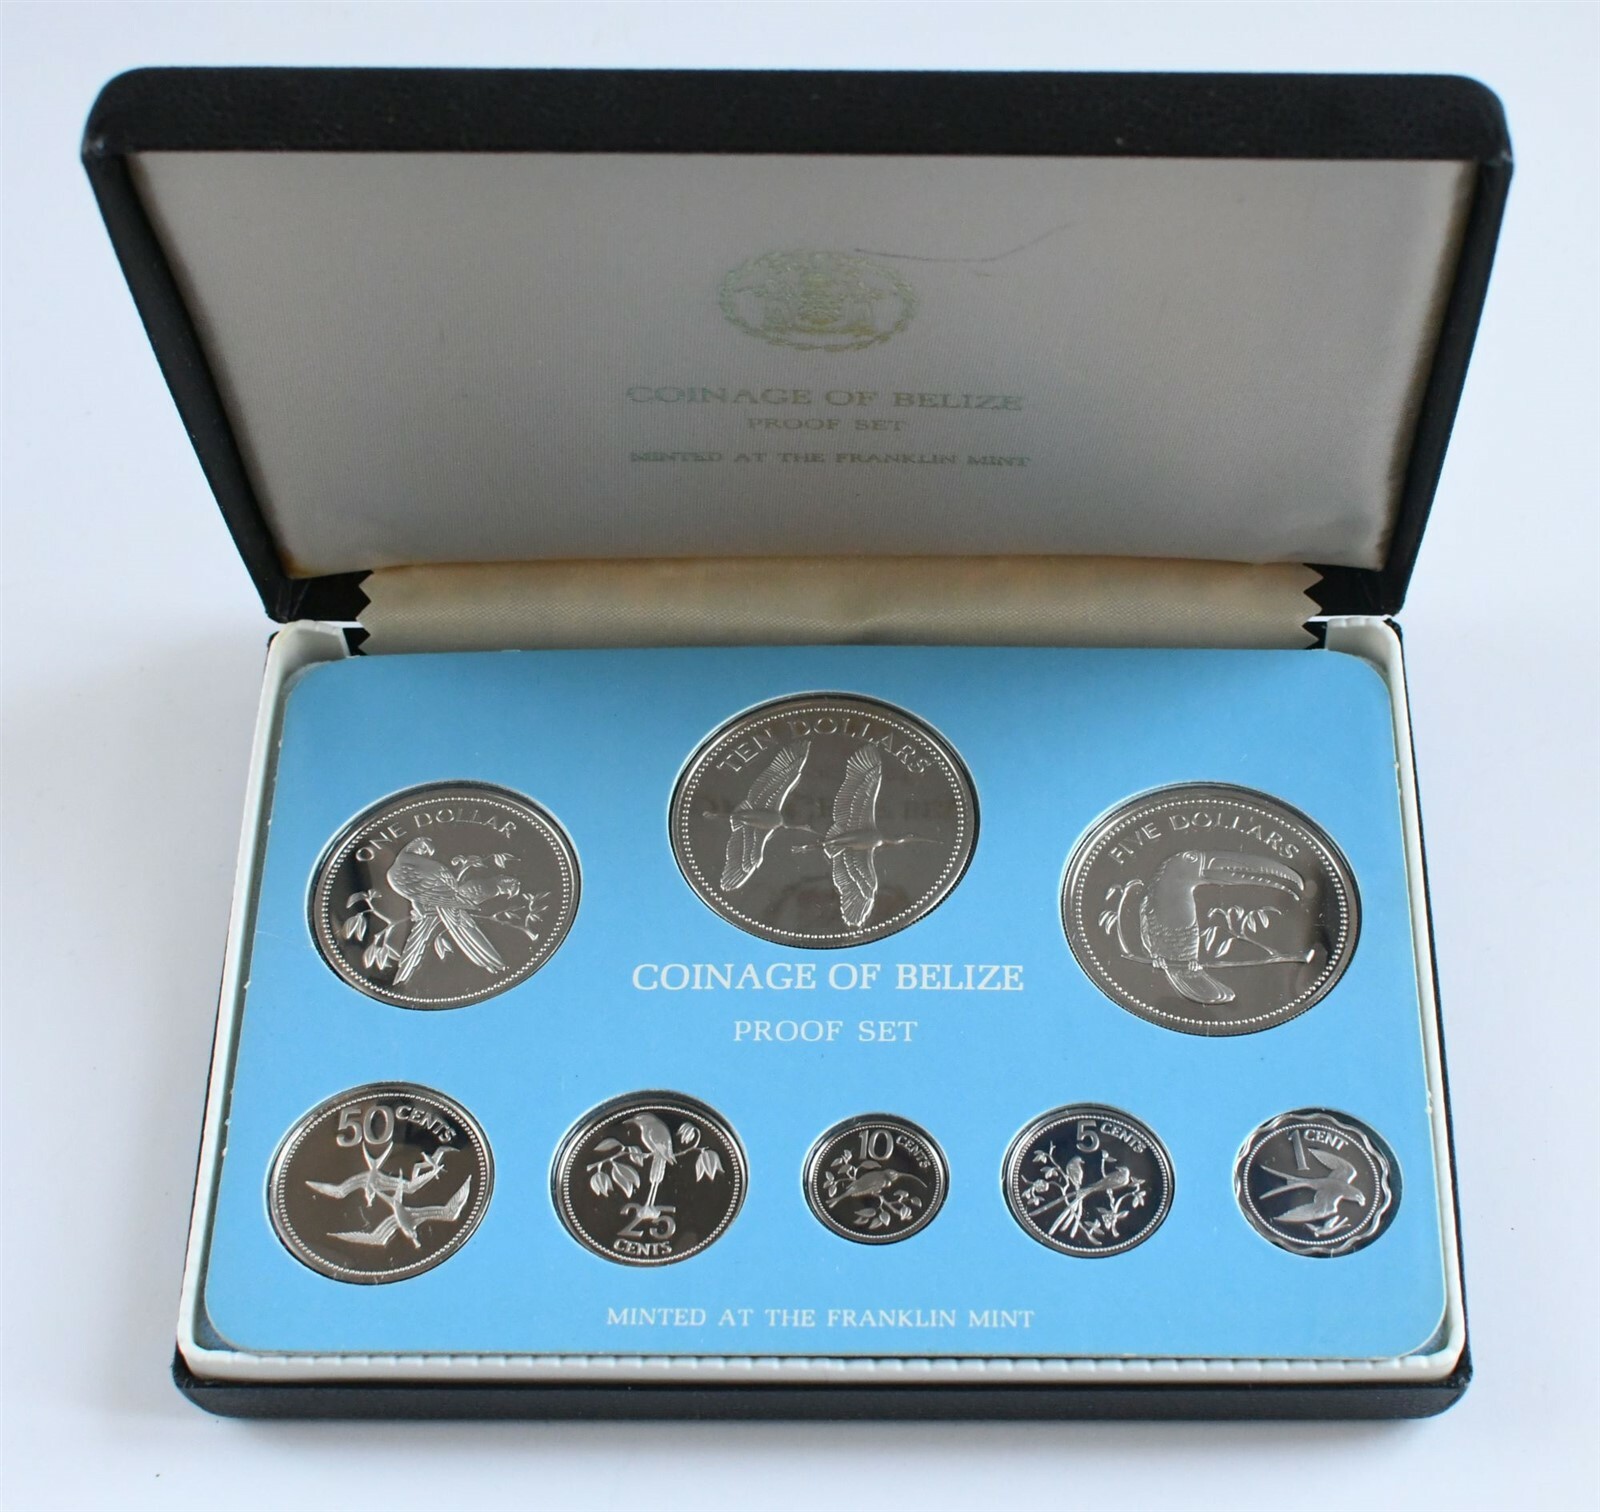 COINAGE OF BELIZE
PROOF SET
MINTED AT THE FRANKLIN MINT
TEN DOLLARS
ONE DOLLAR
FIVE DOLLARS
COINAGE OF BELIZE
PROOF SET
50 CENTS
25 CENTS
10 CENTS
5 CENTS
1 CENT
MINTED AT THE FRANKLIN MINT